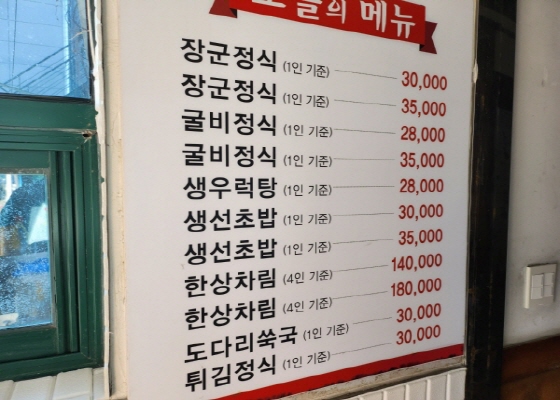 오늘의 메뉴
장군정식 (1인 기준) 30,000
장군정식 (1인 기준) 35,000
굴비정식 (1인 기준) 28,000
굴비정식 (1인 기준) 35,000
생우럭탕 (1인 기준) 28,000
생선초밥 (1인 기준) 30,000
생선초밥 (1인 기준) 35,000
한상차림 (4인 기준) 140,000
한상차림 (4인 기준) 180,000
도다리쑥국 (1인 기준) 30,000
튀김정식 (1인 기준) 30,000